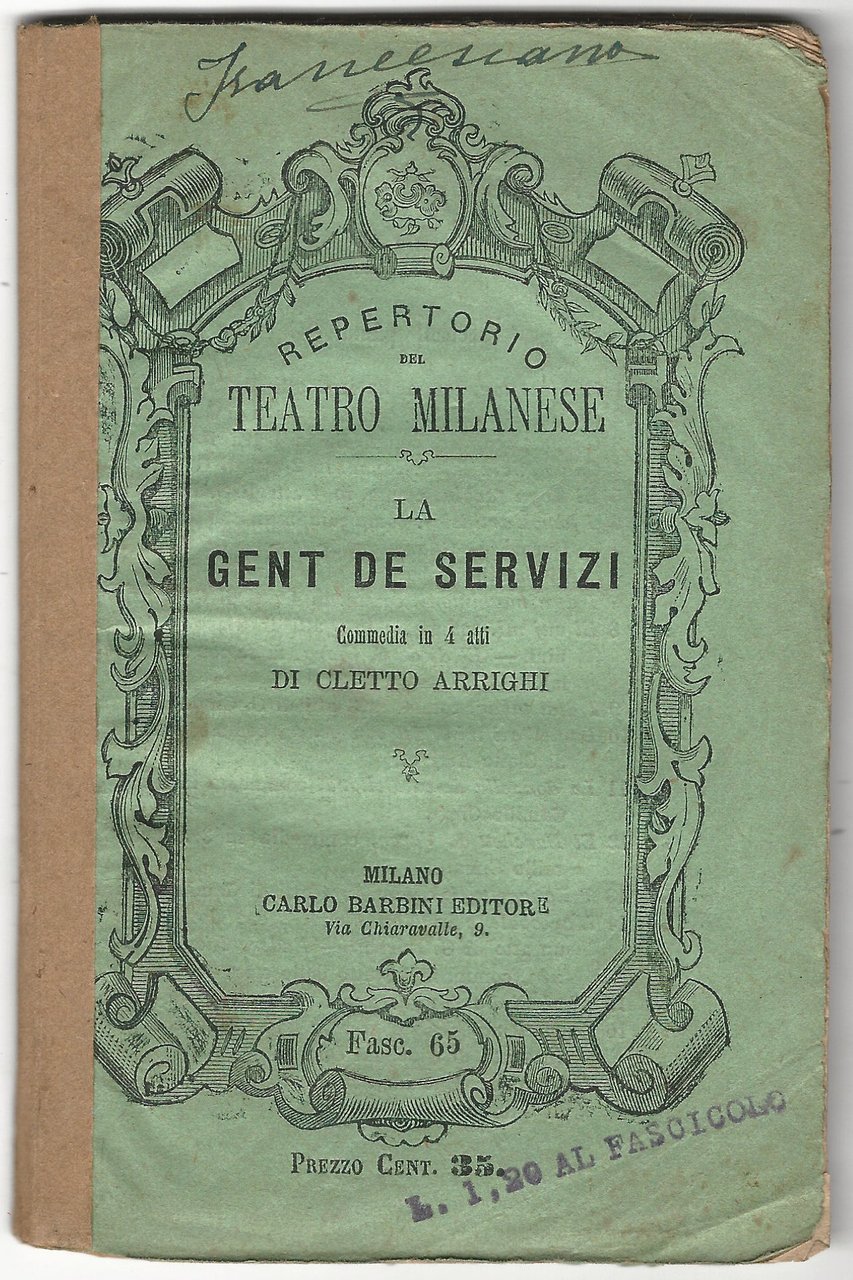 Francesciano
REPERTORIO
DEL
TEATRO MILANESE
LA
GENT DE SERVIZI
Commedia in 4 atti
DI CLETTO ARRIGHI
MILANO
CARLO BARBINI EDITORE
Via Chiaravalle, 9.
Fasc. 65
PREZZO CENT. 35.
L. 1,20 AL FASCICOLO